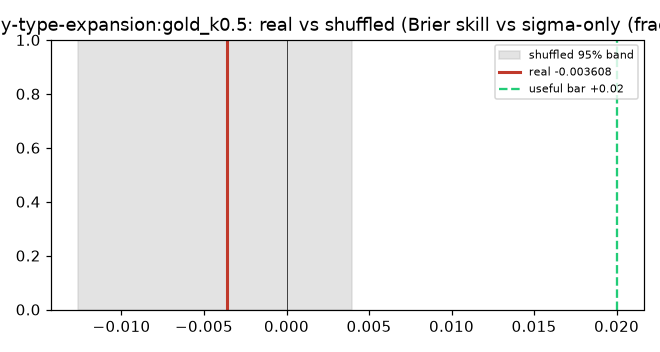 y-type-expansion:gold_k0.5: real vs shuffled (Brier skill vs sigma-only (fra
shuffled 95% band
real -0.003608
useful bar +0.02
1.0
0.8
0.6
0.4
0.2
0.0
−0.010 −0.005 0.000 0.005 0.010 0.015 0.020